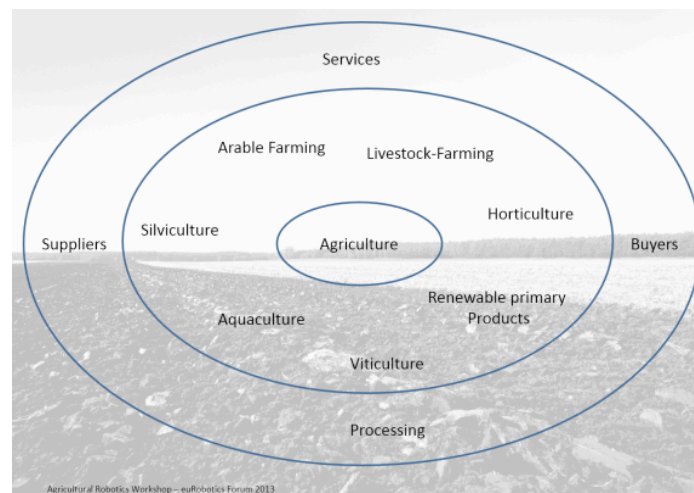 Services
Arable Farming
Livestock-Farming
Horticulture
Silviculture
Suppliers
Agriculture
Buyers
Renewable primary
Products
Aquaculture
Viticulture
Processing
Agricultural Robotics Workshop – euRobotics Forum 2013